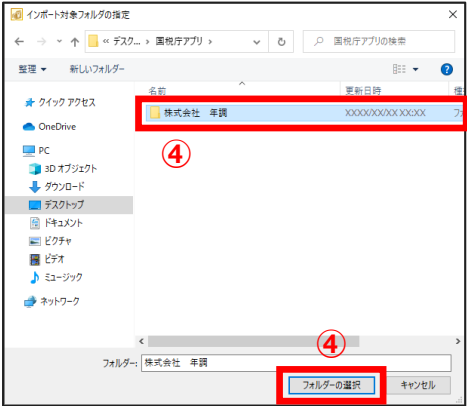 インポート対象フォルダの指定
« デスク... › 国税庁アプリ ›
国税庁アプリの検索
整理 新しいフォルダー
名前 更新日時
クイック アクセス
株式会社 年調 XXXX/XX/XX XX:XX
OneDrive
④
PC
3D オブジェクト
ダウンロード
デスクトップ
ドキュメント
ピクチャ
ビデオ
ミュージック
ネットワーク
④
フォルダー: 株式会社 年調
フォルダーの選択 キャンセル